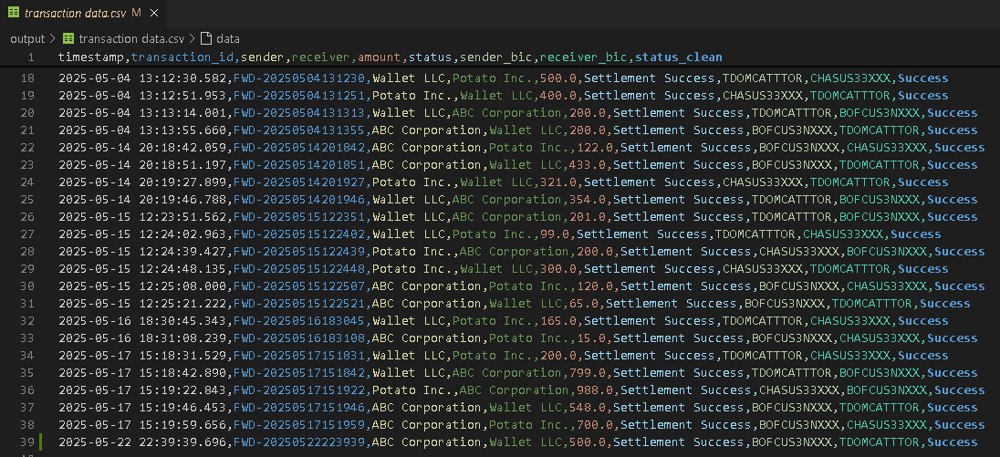 transaction data.csv M ×
output > transaction data.csv > data
1 timestamp,transaction_id,sender,receiver,amount,status,sender_bic,receiver_bic,status_clean
18 2025-05-04 13:12:30.582,FWD-20250504131230,Wallet LLC,Potato Inc.,500.0,Settlement Success,TDOMCATTTOR,CHASUS33XXX,Success
19 2025-05-04 13:12:51.953,FWD-20250504131251,Potato Inc.,Wallet LLC,400.0,Settlement Success,CHASUS33XXX,TDOMCATTTOR,Success
20 2025-05-04 13:13:14.001,FWD-20250504131313,Wallet LLC,ABC Corporation,200.0,Settlement Success,TDOMCATTTOR,BOFCUS3NXXX,Success
21 2025-05-04 13:13:55.660,FWD-20250504131355,ABC Corporation,Wallet LLC,200.0,Settlement Success,BOFCUS3NXXX,TDOMCATTTOR,Success
22 2025-05-14 20:18:42.059,FWD-20250514201842,ABC Corporation,Potato Inc.,122.0,Settlement Success,BOFCUS3NXXX,CHASUS33XXX,Success
23 2025-05-14 20:18:51.197,FWD-20250514201851,ABC Corporation,Wallet LLC,433.0,Settlement Success,BOFCUS3NXXX,TDOMCATTTOR,Success
24 2025-05-14 20:19:27.899,FWD-20250514201927,Potato Inc.,Wallet LLC,321.0,Settlement Success,CHASUS33XXX,TDOMCATTTOR,Success
25 2025-05-14 20:19:46.788,FWD-20250514201946,Wallet LLC,ABC Corporation,354.0,Settlement Success,TDOMCATTTOR,BOFCUS3NXXX,Success
26 2025-05-15 12:23:51.562,FWD-20250515122351,Wallet LLC,ABC Corporation,201.0,Settlement Success,TDOMCATTTOR,BOFCUS3NXXX,Success
27 2025-05-15 12:24:02.963,FWD-20250515122402,Wallet LLC,Potato Inc.,99.0,Settlement Success,TDOMCATTTOR,CHASUS33XXX,Success
28 2025-05-15 12:24:39.427,FWD-20250515122439,Potato Inc.,ABC Corporation,200.0,Settlement Success,CHASUS33XXX,BOFCUS3NXXX,Success
29 2025-05-15 12:24:48.135,FWD-20250515122448,Potato Inc.,Wallet LLC,300.0,Settlement Success,CHASUS33XXX,TDOMCATTTOR,Success
30 2025-05-15 12:25:08.000,FWD-20250515122507,ABC Corporation,Potato Inc.,120.0,Settlement Success,BOFCUS3NXXX,CHASUS33XXX,Success
31 2025-05-15 12:25:21.222,FWD-20250515122521,ABC Corporation,Wallet LLC,65.0,Settlement Success,BOFCUS3NXXX,TDOMCATTTOR,Success
32 2025-05-16 18:30:45.343,FWD-20250516183045,Wallet LLC,Potato Inc.,165.0,Settlement Success,TDOMCATTTOR,CHASUS33XXX,Success
33 2025-05-16 18:31:08.239,FWD-20250516183108,ABC Corporation,Potato Inc.,15.0,Settlement Success,BOFCUS3NXXX,CHASUS33XXX,Success
34 2025-05-17 15:18:31.529,FWD-20250517151831,Wallet LLC,Potato Inc.,200.0,Settlement Success,TDOMCATTTOR,CHASUS33XXX,Success
35 2025-05-17 15:18:42.890,FWD-20250517151842,Wallet LLC,ABC Corporation,799.0,Settlement Success,TDOMCATTTOR,BOFCUS3NXXX,Success
36 2025-05-17 15:19:22.843,FWD-20250517151922,Potato Inc.,ABC Corporation,988.0,Settlement Success,CHASUS33XXX,BOFCUS3NXXX,Success
37 2025-05-17 15:19:46.453,FWD-20250517151946,ABC Corporation,Wallet LLC,548.0,Settlement Success,BOFCUS3NXXX,TDOMCATTTOR,Success
38 2025-05-17 15:19:59.656,FWD-20250517151959,ABC Corporation,Potato Inc.,700.0,Settlement Success,BOFCUS3NXXX,CHASUS33XXX,Success
39 2025-05-22 22:39:39.696,FWD-20250522223939,ABC Corporation,Wallet LLC,500.0,Settlement Success,BOFCUS3NXXX,TDOMCATTTOR,Success